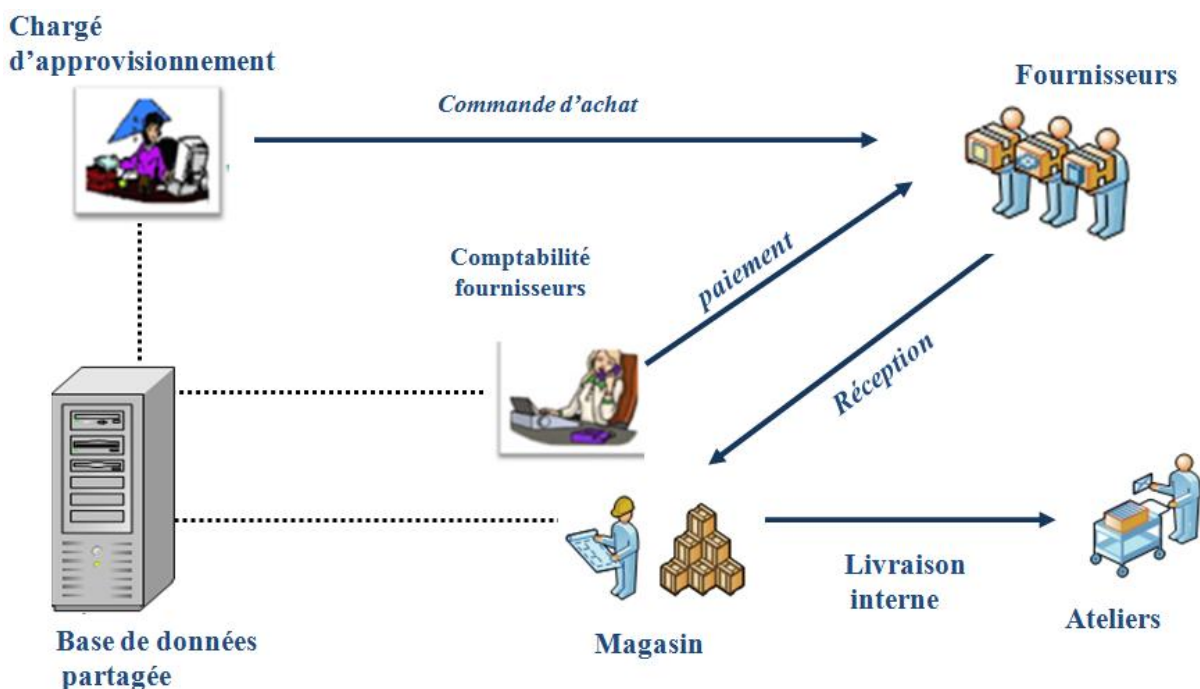 Chargé
d’approvisionnement
Commande d’achat
Fournisseurs
Comptabilité
fournisseurs
paiement
Réception
Livraison
interne
Ateliers
Magasin
Base de données
partagée